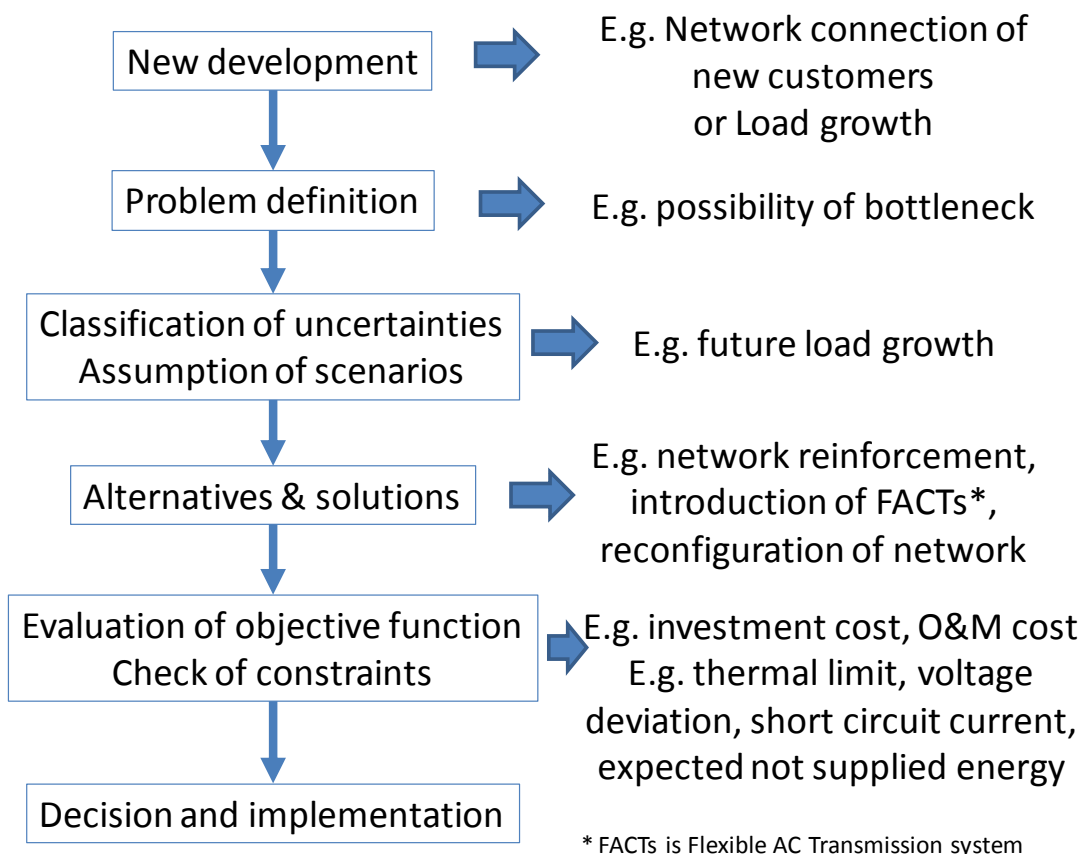 New development
E.g. Network connection of
new customers
or Load growth
Problem definition
E.g. possibility of bottleneck
Classification of uncertainties
Assumption of scenarios
E.g. future load growth
Alternatives & solutions
E.g. network reinforcement,
introduction of FACTs*,
reconfiguration of network
Evaluation of objective function
Check of constraints
E.g. investment cost, O&M cost
E.g. thermal limit, voltage
deviation, short circuit current,
expected not supplied energy
Decision and implementation
* FACTs is Flexible AC Transmission system